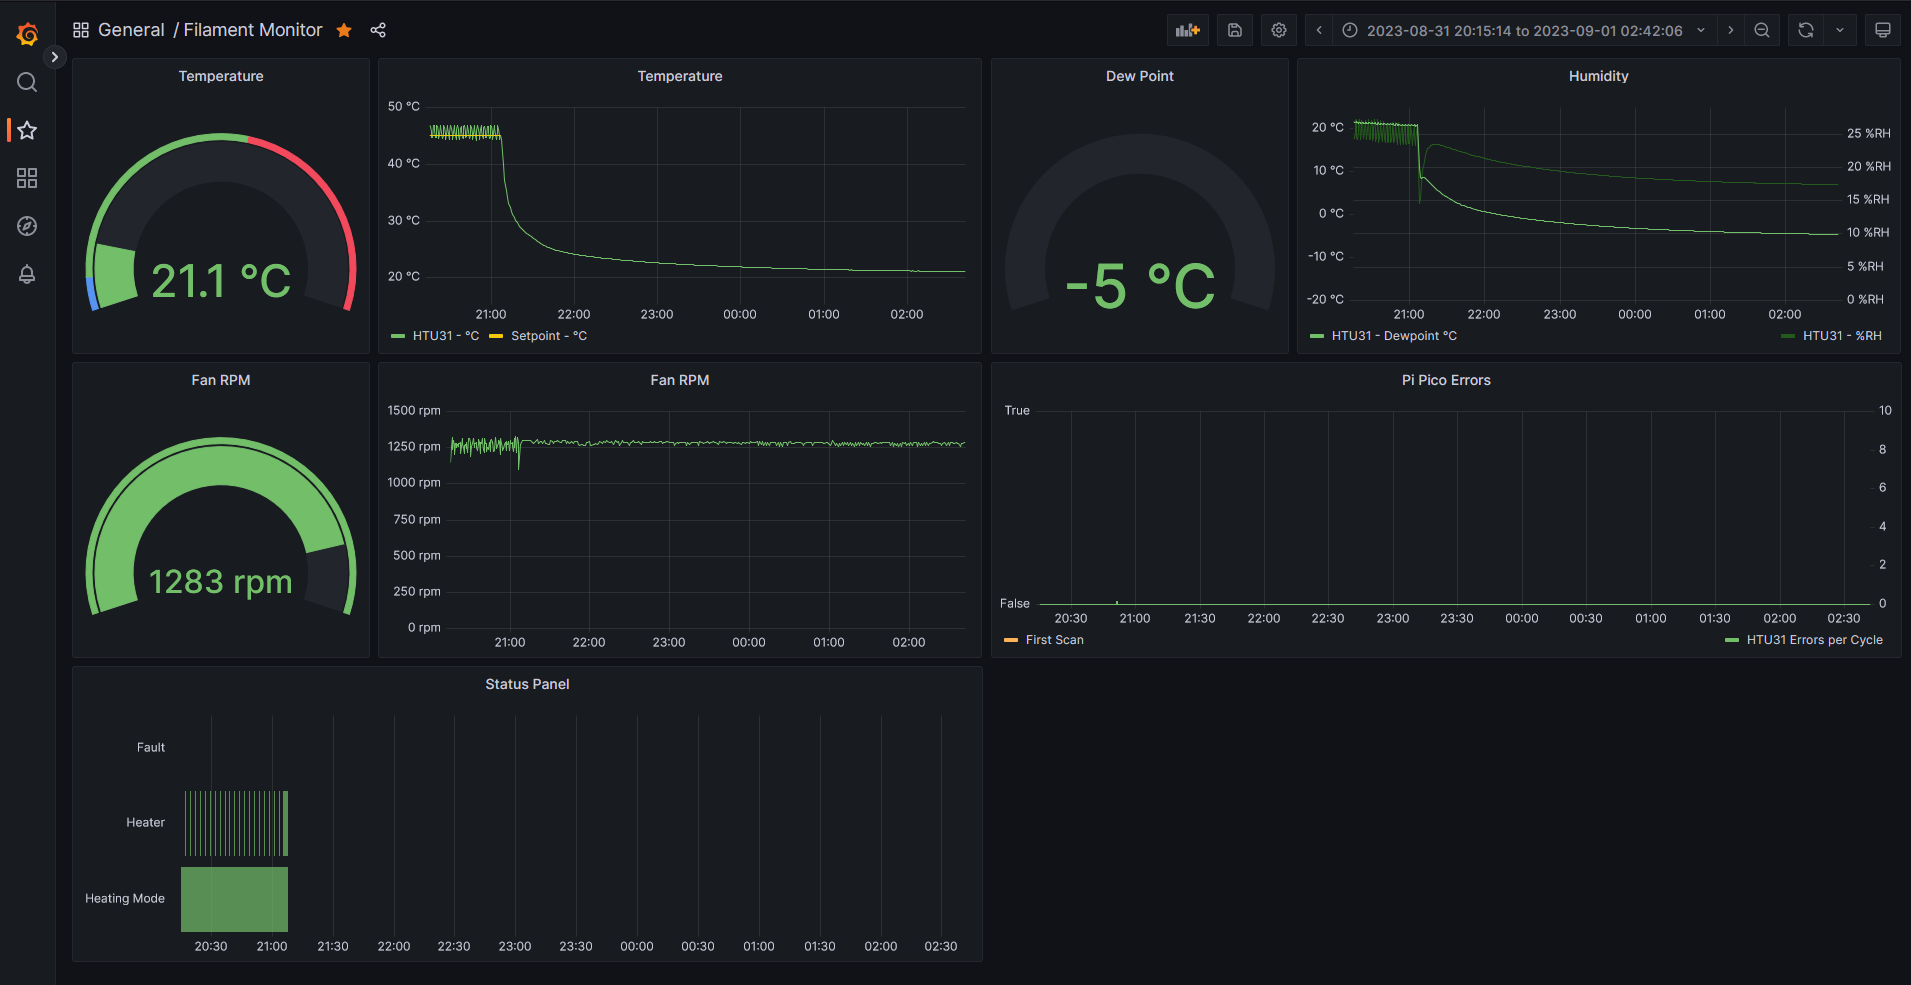 General / Filament Monitor
2023-08-31 20:15:14 to 2023-09-01 02:42:06
Temperature
21.1 °C
Temperature
50 °C
40 °C
30 °C
20 °C
21:00 22:00 23:00 00:00 01:00 02:00
HTU31 - °C Setpoint - °C
Dew Point
-5 °C
Humidity
20 °C
10 °C
0 °C
-10 °C
-20 °C
25 %RH
20 %RH
15 %RH
10 %RH
5 %RH
0 %RH
21:00 22:00 23:00 00:00 01:00 02:00
HTU31 - Dewpoint °C HTU31 - %RH
Fan RPM
1283 rpm
Fan RPM
1500 rpm
1250 rpm
1000 rpm
750 rpm
500 rpm
250 rpm
0 rpm
21:00 22:00 23:00 00:00 01:00 02:00
Pi Pico Errors
True
False
10
8
6
4
2
0
20:30 21:00 21:30 22:00 22:30 23:00 23:30 00:00 00:30 01:00 01:30 02:00 02:30
First Scan HTU31 Errors per Cycle
Status Panel
Fault
Heater
Heating Mode
20:30 21:00 21:30 22:00 22:30 23:00 23:30 00:00 00:30 01:00 01:30 02:00 02:30